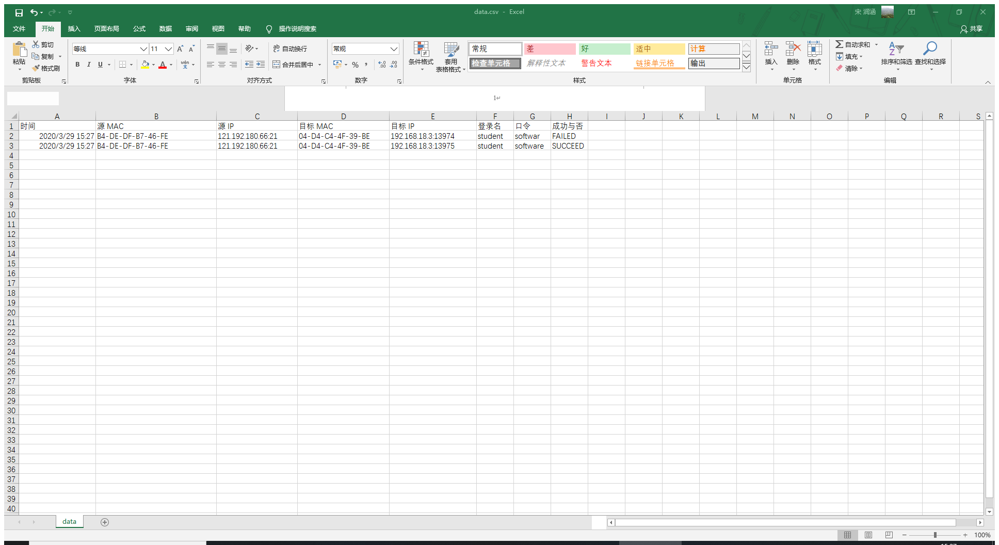 data.csv - Excel
宋 润涵
文件 开始 插入 页面布局 公式 数据 审阅 视图 帮助 操作说明搜索 共享
粘贴 剪切 复制 格式刷 剪贴板
等线 11 A A B I U A wén 文 字体
ab 自动换行 合并后居中 对齐方式
常规 % , 数字
条件格式 套用 表格格式
常规 差 好 适中 计算
检查单元格 解释性文本 警告文本 链接单元格 输出
样式
插入 删除 格式 单元格
自动求和 填充 清除 排序和筛选 查找和选择 编辑
1
A B C D E F G H I J K L M N O P Q R S
1 时间 源 MAC 源 IP 目标 MAC 目标 IP 登录名 口令 成功与否
2 2020/3/29 15:27 B4-DE-DF-B7-46-FE 121.192.180.66:21 04-D4-C4-4F-39-BE 192.168.18.3:13974 student softwar FAILED
3 2020/3/29 15:27 B4-DE-DF-B7-46-FE 121.192.180.66:21 04-D4-C4-4F-39-BE 192.168.18.3:13975 student software SUCCEED
4
5
6
7
8
9
10
11
12
13
14
15
16
17
18
19
20
21
22
23
24
25
26
27
28
29
30
31
32
33
34
35
36
37
38
39
40
data
100%